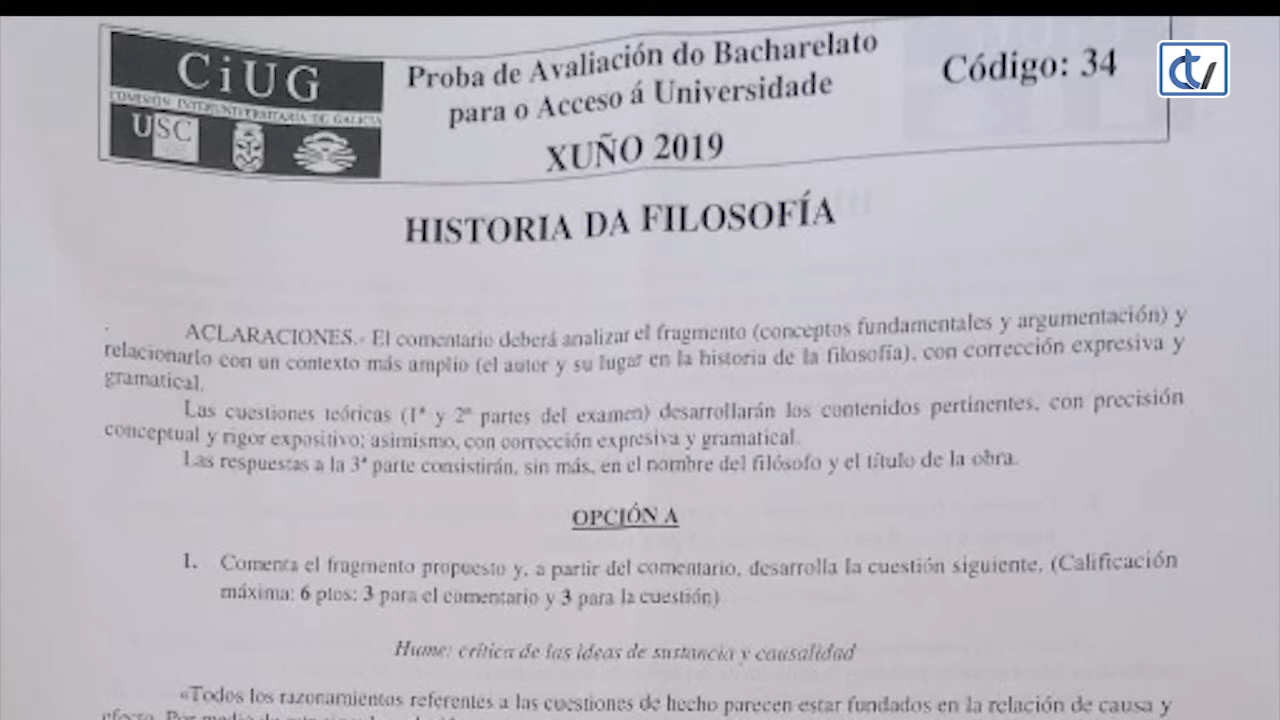 CiUG
COMISIÓN INTERUNIVERSITARIA DE GALICIA
USC
Proba de Avaliación do Bacharelato
para o Acceso á Universidade
XUÑO 2019
Código: 34
HISTORIA DA FILOSOFÍA
ACLARACIONES.- El comentario deberá analizar el fragmento (conceptos fundamentales y argumentación) y
relacionarlo con un contexto más amplio (el autor y su lugar en la historia de la filosofía), con corrección expresiva y
gramatical.
Las cuestiones teóricas (1ª y 2ª partes del examen) desarrollarán los contenidos pertinentes, con precisión
conceptual y rigor expositivo; asimismo, con corrección expresiva y gramatical.
Las respuestas a la 3ª parte consistirán, sin más, en el nombre del filósofo y el título de la obra.
OPCIÓN A
1. Comenta el fragmento propuesto y, a partir del comentario, desarrolla la cuestión siguiente. (Calificación
máxima: 6 ptos: 3 para el comentario y 3 para la cuestión)
Hume: crítica de las ideas de sustancia y causalidad
«Todos los razonamientos referentes a las cuestiones de hecho parecen estar fundados en la relación de causa y
efecto. Por medio